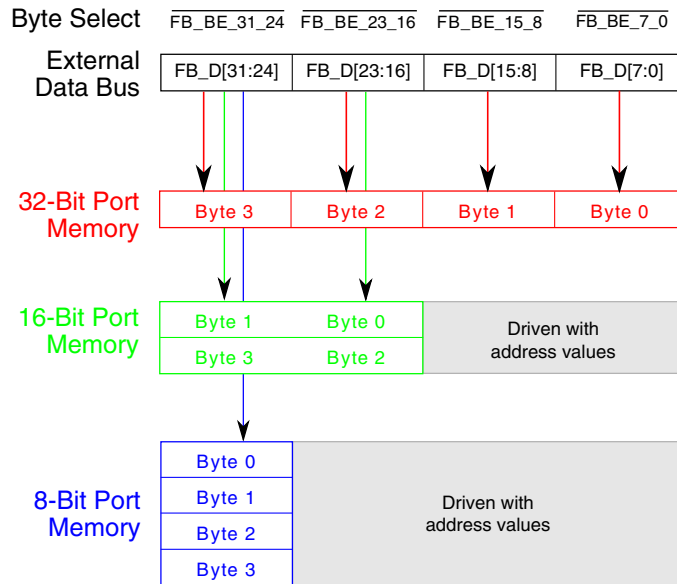 Byte Select FB_BE_31_24 FB_BE_23_16 FB_BE_15_8 FB_BE_7_0
External
Data Bus
FB_D[31:24] FB_D[23:16] FB_D[15:8] FB_D[7:0]
32-Bit Port
Memory
Byte 3 Byte 2 Byte 1 Byte 0
16-Bit Port
Memory
Byte 1 Byte 0
Byte 3 Byte 2
Driven with
address values
8-Bit Port
Memory
Byte 0
Byte 1
Byte 2
Byte 3
Driven with
address values